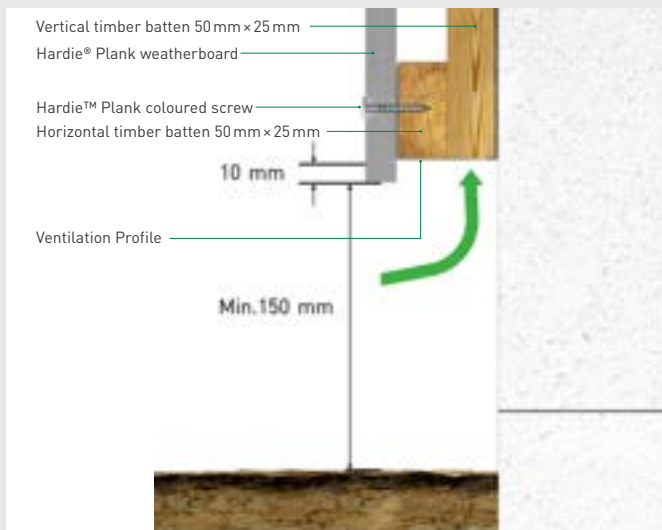 Vertical timber batten 50 mm × 25 mm
Hardie® Plank weatherboard
Hardie™ Plank coloured screw
Horizontal timber batten 50 mm × 25 mm
10 mm
Ventilation Profile
Min.150 mm